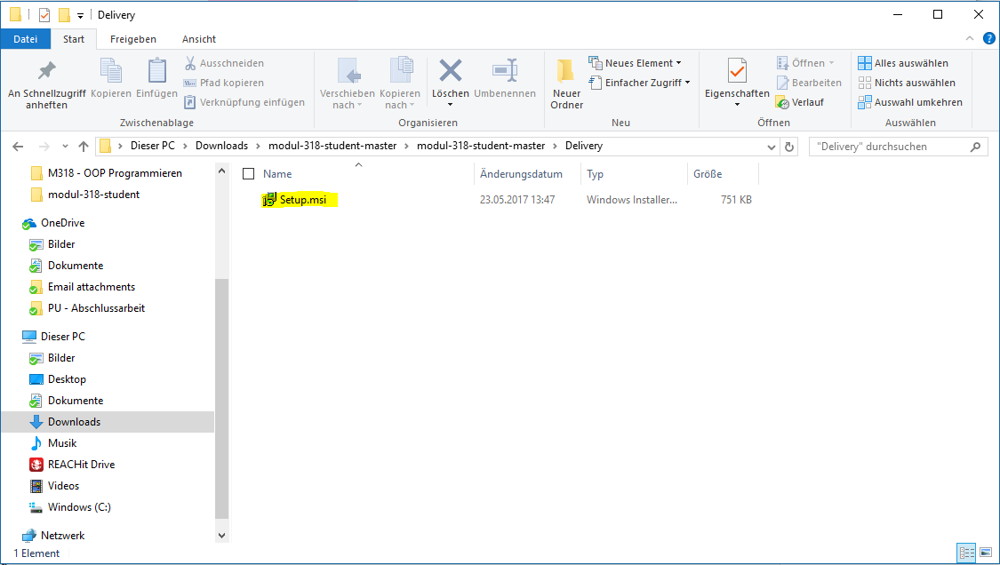 Delivery
Datei Start Freigeben Ansicht
An Schnellzugriff anheften
Kopieren
Einfügen
Ausschneiden
Pfad kopieren
Verknüpfung einfügen
Zwischenablage
Verschieben nach
Kopieren nach
Löschen
Umbenennen
Organisieren
Neuer Ordner
Neues Element
Einfacher Zugriff
Neu
Eigenschaften
Öffnen
Bearbeiten
Verlauf
Öffnen
Alles auswählen
Nichts auswählen
Auswahl umkehren
Auswählen
Dieser PC > Downloads > modul-318-student-master > modul-318-student-master > Delivery
"Delivery" durchsuchen
M318 - OOP Programmieren
modul-318-student
OneDrive
Bilder
Dokumente
Email attachments
PU - Abschlussarbeit
Dieser PC
Bilder
Desktop
Dokumente
Downloads
Musik
REACHit Drive
Videos
Windows (C:)
Netzwerk
Name Änderungsdatum Typ Größe
Setup.msi 23.05.2017 13:47 Windows Installer... 751 KB
1 Element